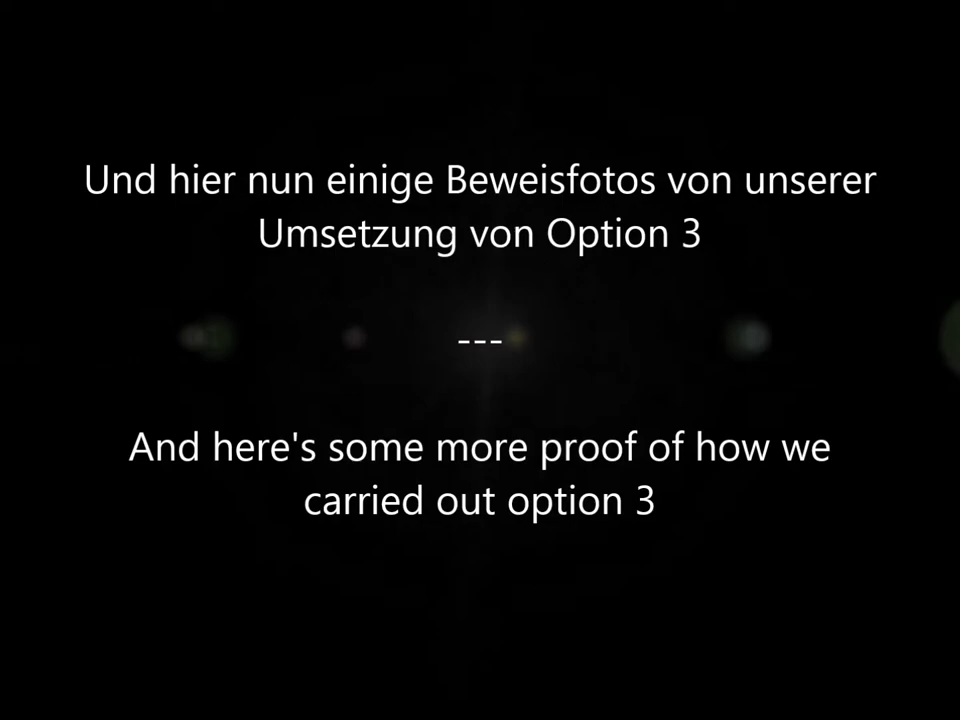 Und hier nun einige Beweisfotos von unserer
Umsetzung von Option 3
---
And here's some more proof of how we
carried out option 3